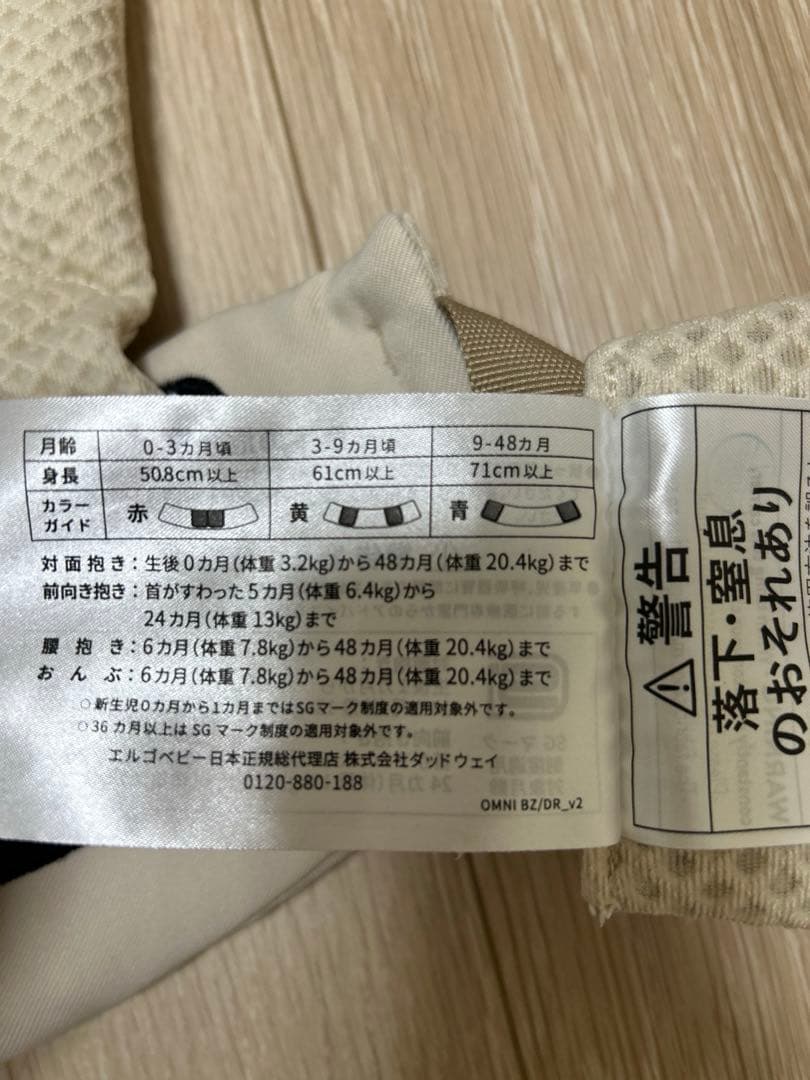 月齢 0-3カ月頃 3-9カ月頃 9-48カ月
身長 50.8cm以上 61cm以上 71cm以上
カラーガイド 赤 黄 青
対面抱き：生後0カ月(体重3.2kg)から48カ月(体重20.4kg)まで
前向き抱き：首がすわった5カ月(体重6.4kg)から
24カ月(体重13kg)まで
腰抱き：6カ月(体重7.8kg)から48カ月(体重20.4kg)まで
おんぶ：6カ月(体重7.8kg)から48カ月(体重20.4kg)まで
○新生児0カ月から1カ月まではSGマーク制度の適用対象外です。
○36カ月以上はSGマーク制度の適用対象外です。
エルゴベビー日本正規総代理店 株式会社ダッドウェイ
0120-880-188
OMNI BZ/DR_v2
警告
落下・窒息
のおそれあり